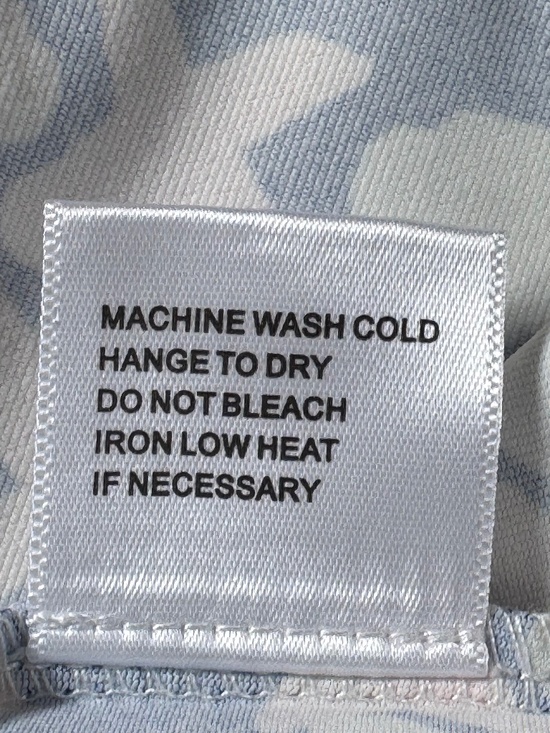 MACHINE WASH COLD
HANGE TO DRY
DO NOT BLEACH
IRON LOW HEAT
IF NECESSARY